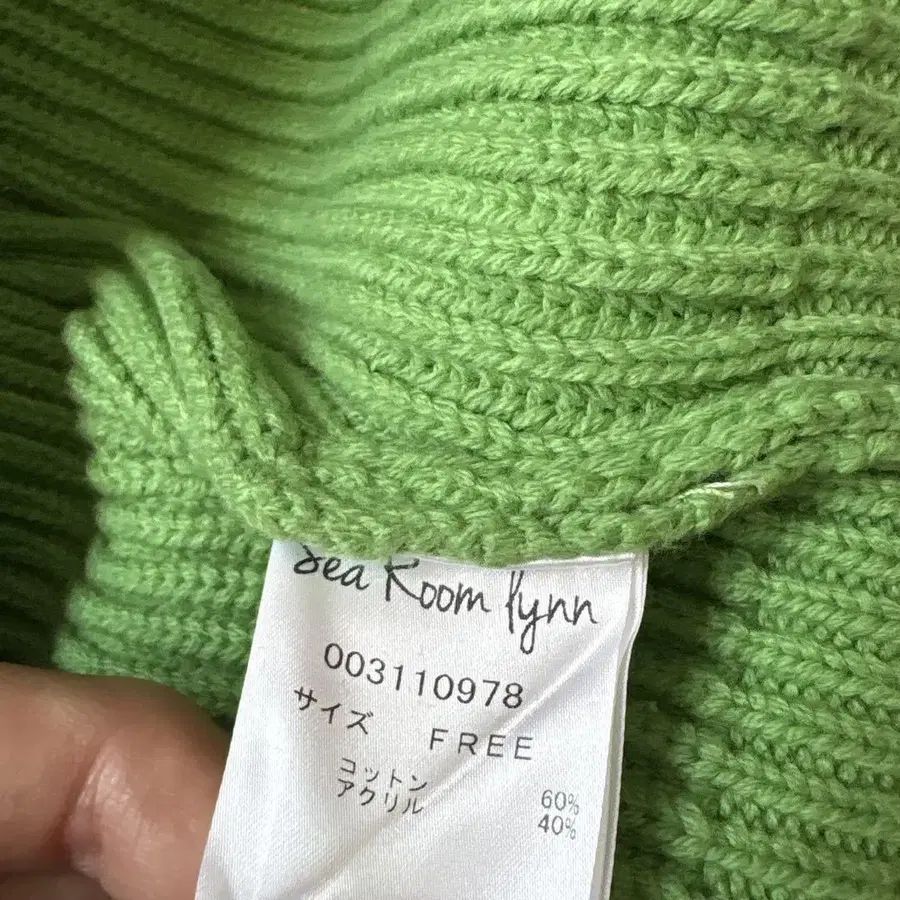 Sea Room lynn
003110978
サイズ FREE
コットン 60%
アクリル 40%